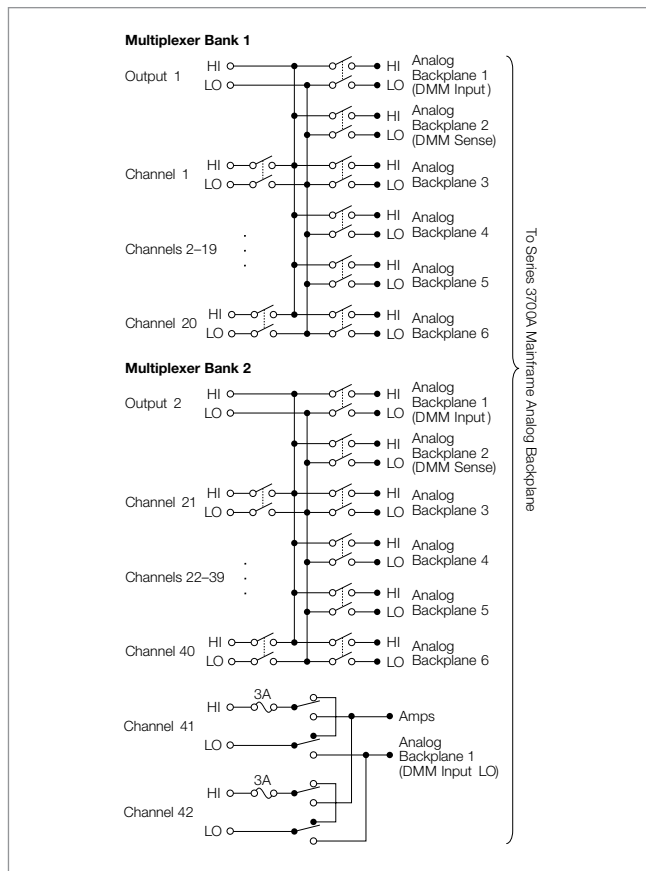 Multiplexer Bank 1
Output 1
HI
LO
HI
LO
Analog
Backplane 1
(DMM Input)
HI
LO
Analog
Backplane 2
(DMM Sense)
Channel 1
HI
LO
HI
LO
Analog
Backplane 3
HI
LO
Analog
Backplane 4
Channels 2–19
HI
LO
Analog
Backplane 5
Channel 20
HI
LO
HI
LO
Analog
Backplane 6
Multiplexer Bank 2
Output 2
HI
LO
HI
LO
Analog
Backplane 1
(DMM Input)
HI
LO
Analog
Backplane 2
(DMM Sense)
Channel 21
HI
LO
HI
LO
Analog
Backplane 3
HI
LO
Analog
Backplane 4
Channels 22–39
HI
LO
Analog
Backplane 5
Channel 40
HI
LO
HI
LO
Analog
Backplane 6
Channel 41
HI
3A
LO
Amps
Analog
Backplane 1
(DMM Input LO)
Channel 42
HI
3A
LO
To Series 3700A Mainframe Analog Backplane